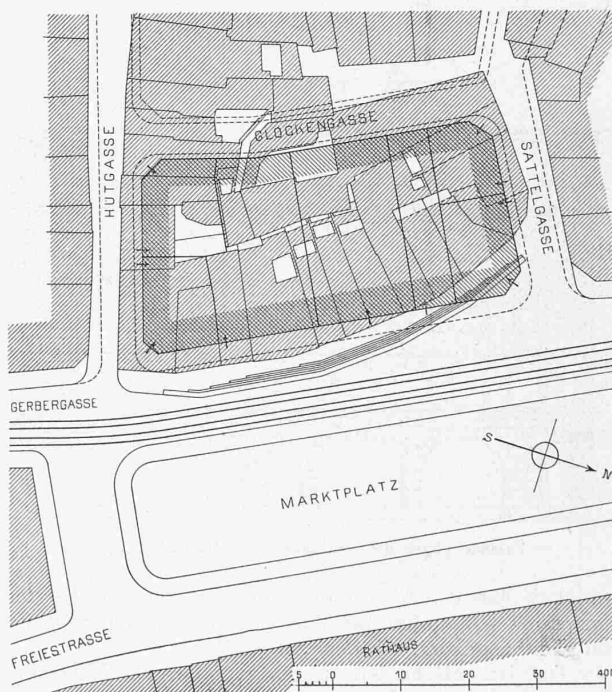 GLOCKENGASSE
HUTGASSE
SATTELGASSE
GERBERGASSE
S
N
MARKTPLATZ
FREIESTRASSE
RATHAUS
5 0 10 20 30 40